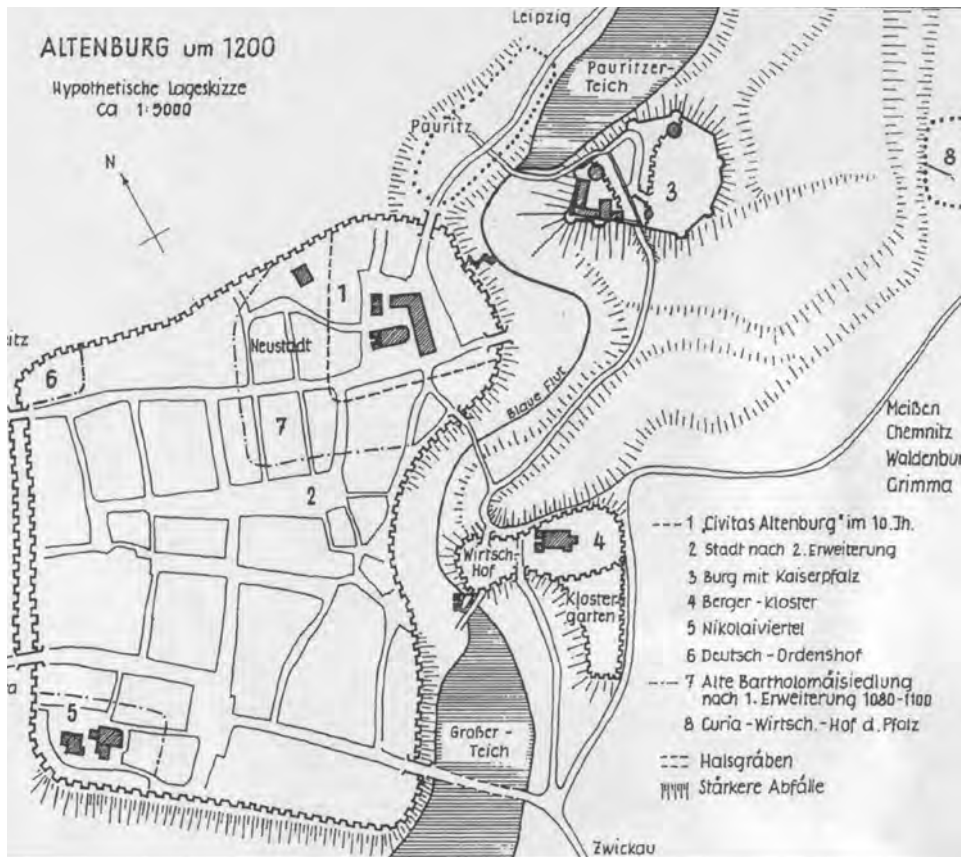 ALTENBURG um 1200
Hypothetische Lageskizze
ca 1:5000
N
Leipzig
Pauritzer-
Teich
Pauritz
3
8
1
Neustadt
6
7
2
Blaue Flut
Wirtsch-
Hof
4
Kloster-
garten
5
Großer-
Teich
Zwickau
Meißen
Chemnitz
Grimma
1 „Civitas Altenburg" im 10. Jh.
2 Stadt nach 2. Erweiterung
3 Burg mit Kaiserpfalz
4 Berger-Kloster
5 Nikolaiviertel
6 Deutsch-Ordenshof
7 Alte Bartholomäisiedlung
nach 1. Erweiterung 1080-1100
8 Curia-Wirtsch.-Hof d. Pfalz
Halsgräben
Stärkere Abfälle